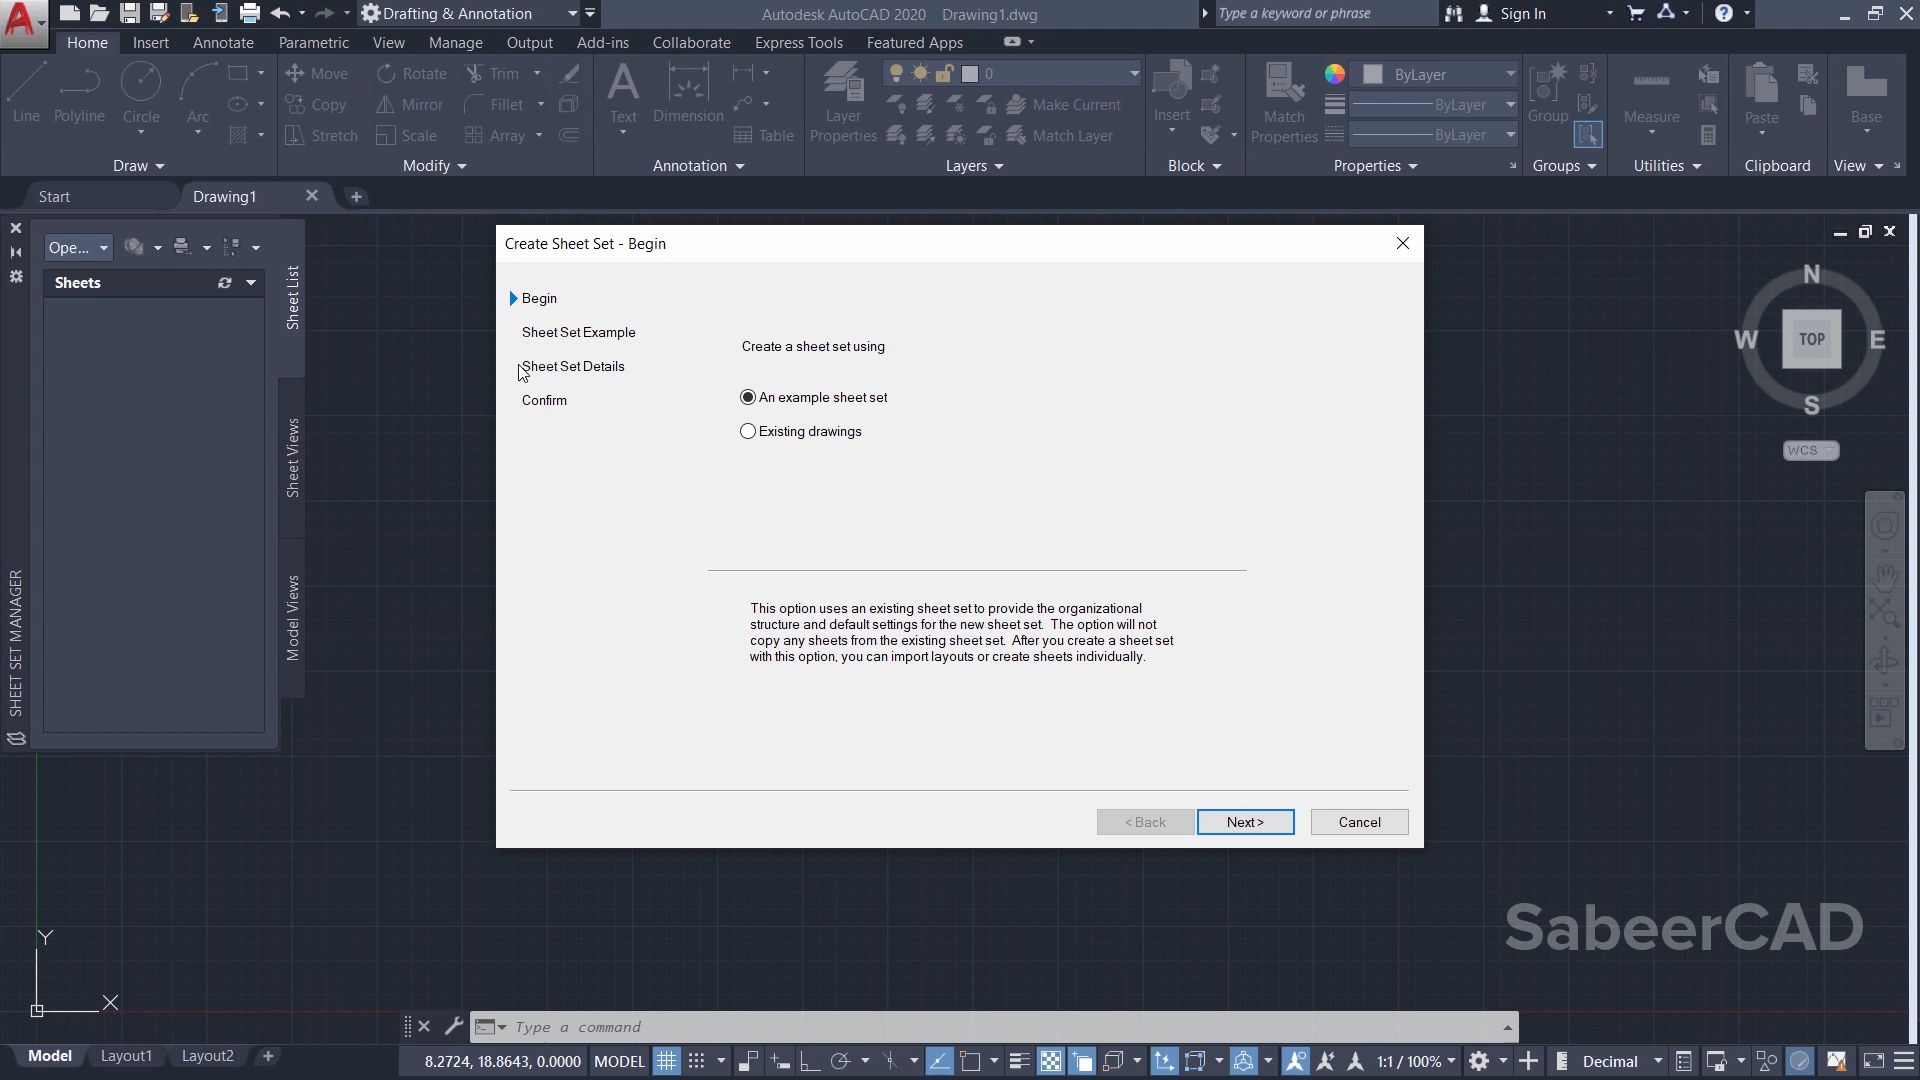 Drafting & Annotation
Autodesk AutoCAD 2020 Drawing1.dwg
Type a keyword or phrase
Sign In
Home
Insert
Annotate
Parametric
View
Manage
Output
Add-ins
Collaborate
Express Tools
Featured Apps
Line
Polyline
Circle
Arc
Draw
Move
Rotate
Trim
Copy
Mirror
Fillet
Stretch
Scale
Array
Modify
Text
Dimension
Table
Annotation
Layer
Properties
0
Make Current
Match Layer
Layers
Insert
Block
Match
Properties
ByLayer
ByLayer
ByLayer
Properties
Group
Groups
Measure
Utilities
Paste
Clipboard
Base
View
Start
Drawing1
Ope...
Sheets
Sheet List
Sheet Views
Model Views
SHEET SET MANAGER
Create Sheet Set - Begin
Begin
Sheet Set Example
Sheet Set Details
Confirm
Create a sheet set using
An example sheet set
Existing drawings
This option uses an existing sheet set to provide the organizational
structure and default settings for the new sheet set. The option will not
copy any sheets from the existing sheet set. After you create a sheet set
with this option, you can import layouts or create sheets individually.
< Back
Next >
Cancel
N
W
TOP
E
S
WCS
SabeerCAD
Y
X
Type a command
Model
Layout1
Layout2
8.2724, 18.8643, 0.0000
MODEL
1:1 / 100%
Decimal